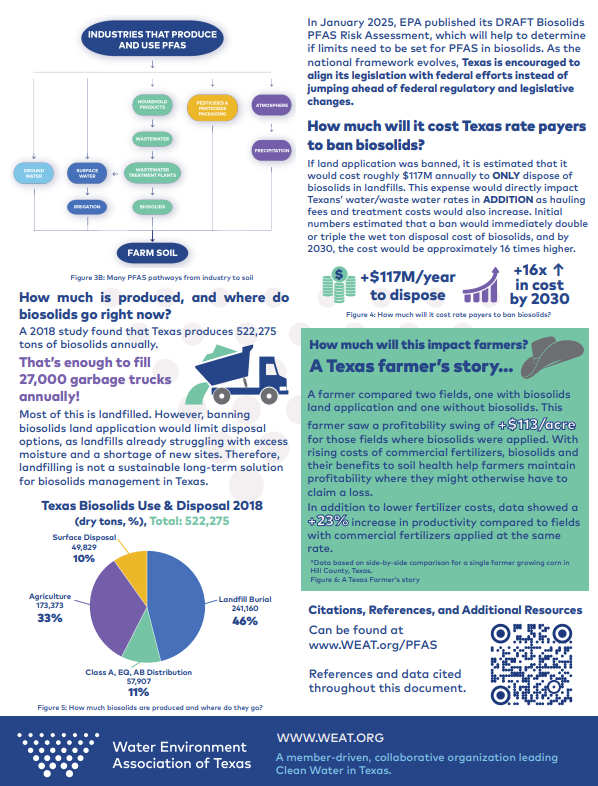 INDUSTRIES THAT PRODUCE
AND USE PFAS
HOUSEHOLD
PRODUCTS
PESTICIDES &
PESTICIDES
PACKAGING
ATMOSPHERE
WASTEWATER
PRECIPITATION
GROUND
WATER
SURFACE
WATER
WASTEWATER
TREATMENT PLANTS
IRRIGATION
BIOSOLIDS
FARM SOIL
Figure 3B: Many PFAS pathways from industry to soil
How much is produced, and where do
biosolids go right now?
A 2018 study found that Texas produces 522,275
tons of biosolids annually.
That's enough to fill
27,000 garbage trucks
annually!
Most of this is landfilled. However, banning
biosolids land application would limit disposal
options, as landfills already struggling with excess
moisture and a shortage of new sites. Therefore,
landfilling is not a sustainable long-term solution
for biosolids management in Texas.
Texas Biosolids Use & Disposal 2018
(dry tons, %), Total: 522,275
Surface Disposal
49,829
10%
Agriculture
173,373
33%
Landfill Burial
241,160
46%
Class A, EQ, AB Distribution
57,907
11%
Figure 5: How much biosolids are produced and where do they go?
In January 2025, EPA published its DRAFT Biosolids
PFAS Risk Assessment, which will help to determine
if limits need to be set for PFAS in biosolids. As the
national framework evolves, Texas is encouraged to
align its legislation with federal efforts instead of
jumping ahead of federal regulatory and legislative
changes.
How much will it cost Texas rate payers
to ban biosolids?
If land application was banned, it is estimated that it
would cost roughly $117M annually to ONLY dispose of
biosolids in landfills. This expense would directly impact
Texans' water/waste water rates in ADDITION as hauling
fees and treatment costs would also increase. Initial
numbers estimated that a ban would immediately double
or triple the wet ton disposal cost of biosolids, and by
2030, the cost would be approximately 16 times higher.
$
+$117M/year
to dispose
+16x ↑
in cost
by 2030
Figure 4: How much will it cost rate payers to ban biosolids?
How much will this impact farmers?
A Texas farmer's story...
A farmer compared two fields, one with biosolids
land application and one without biosolids. This
farmer saw a profitability swing of +$113/acre
for those fields where biosolids were applied. With
rising costs of commercial fertilizers, biosolids and
their benefits to soil health help farmers maintain
profitability where they might otherwise have to
claim a loss.
In addition to lower fertilizer costs, data showed a
+23% increase in productivity compared to fields
with commercial fertilizers applied at the same
rate.
*Data based on side-by-side comparison for a single farmer growing corn in
Hill County, Texas.
Figure 6: A Texas Farmer's story
Citations, References, and Additional Resources
Can be found at
www.WEAT.org/PFAS
References and data cited
throughout this document.
Water Environment
Association of Texas
WWW.WEAT.ORG
A member-driven, collaborative organization leading
Clean Water in Texas.